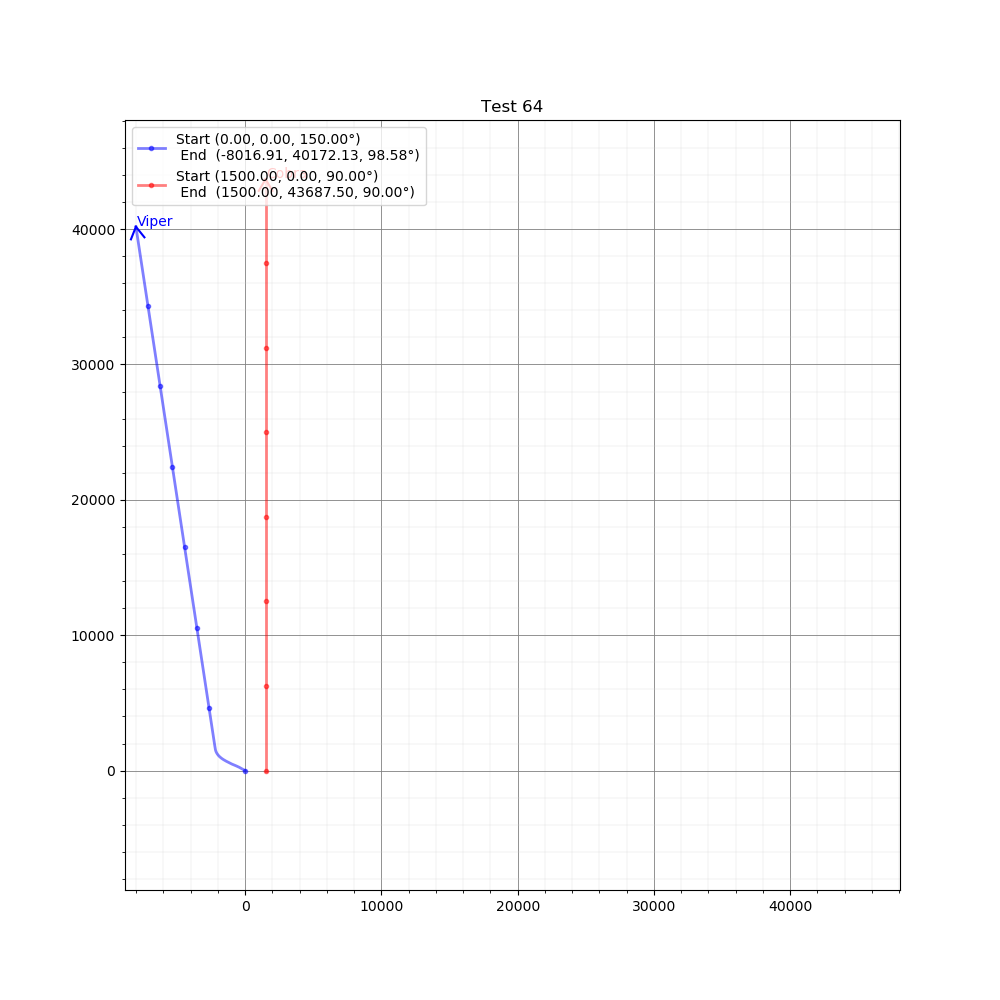 Test 64
Start (0.00, 0.00, 150.00°)
End (-8016.91, 40172.13, 98.58°)
Start (1500.00, 0.00, 90.00°)
End (1500.00, 43687.50, 90.00°)
Viper
40000
30000
20000
10000
0
0
10000
20000
30000
40000